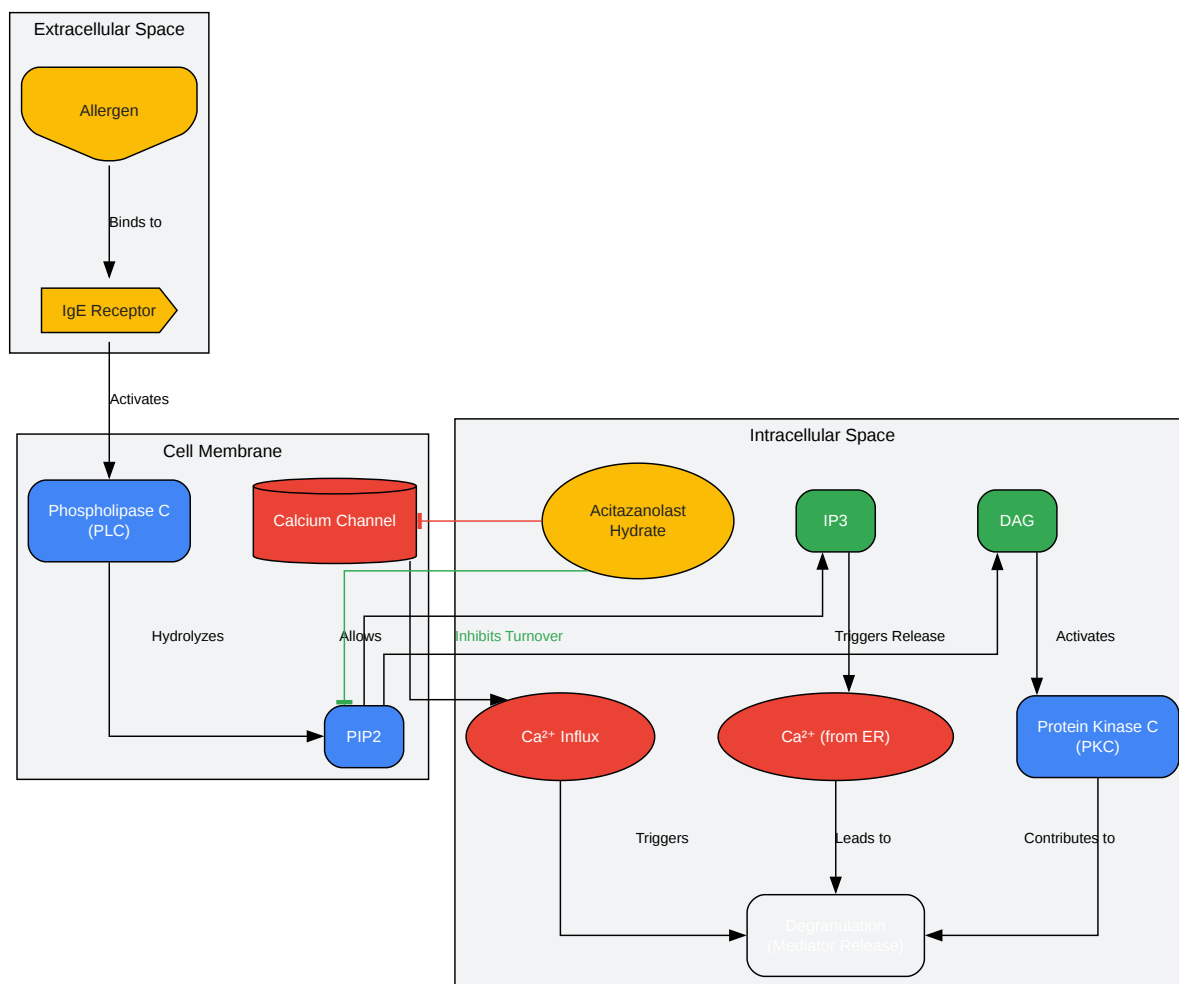 Extracellular Space
Allergen
Binds to
IgE Receptor
Activates
Cell Membrane
Phospholipase C
(PLC)
Calcium Channel
Hydrolyzes
Allows
PIP2
Intracellular Space
Acitazanolast
Hydrate
IP3
DAG
Inhibits Turnover
Triggers Release
Activates
Ca²⁺ Influx
Ca²⁺ (from ER)
Protein Kinase C
(PKC)
Triggers
Leads to
Contributes to
Degranulation
(Mediator Release)